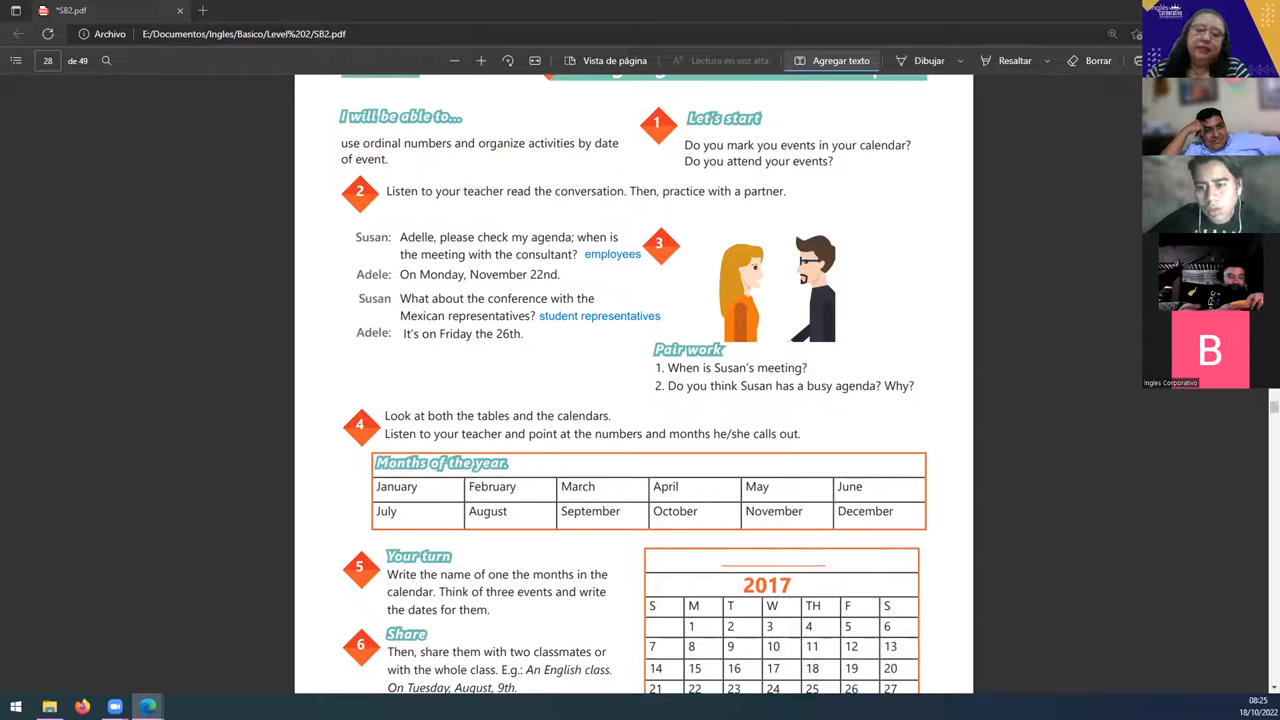 *SB2.pdf
Archivo
E:/Documentos/Ingles/Basico/Level%202/SB2.pdf
28 de 49
Vista de página
Lectura en voz alta
Agregar texto
Dibujar
Resaltar
Borrar
I will be able to...
use ordinal numbers and organize activities by date
of event.
1
Let's start
Do you mark you events in your calendar?
Do you attend your events?
2
Listen to your teacher read the conversation. Then, practice with a partner.
Susan: Adelle, please check my agenda; when is
the meeting with the consultant? employees
Adele: On Monday, November 22nd.
Susan What about the conference with the
Mexican representatives? student representatives
Adele: It's on Friday the 26th.
3
Pair work
1. When is Susan's meeting?
2. Do you think Susan has a busy agenda? Why?
4
Look at both the tables and the calendars.
Listen to your teacher and point at the numbers and months he/she calls out.
Months of the year.
January February March April May June
July August September October November December
5
Your turn
Write the name of one the months in the
calendar. Think of three events and write
the dates for them.
6
Share
Then, share them with two classmates or
with the whole class. E.g.: An English class.
On Tuesday, August, 9th.
2017
S M T W TH F S
1 2 3 4 5 6
7 8 9 10 11 12 13
14 15 16 17 18 19 20
21 22 23 24 25 26 27
Inglés
Corporativo
B
Ingles Corporativo
08:25
18/10/2022